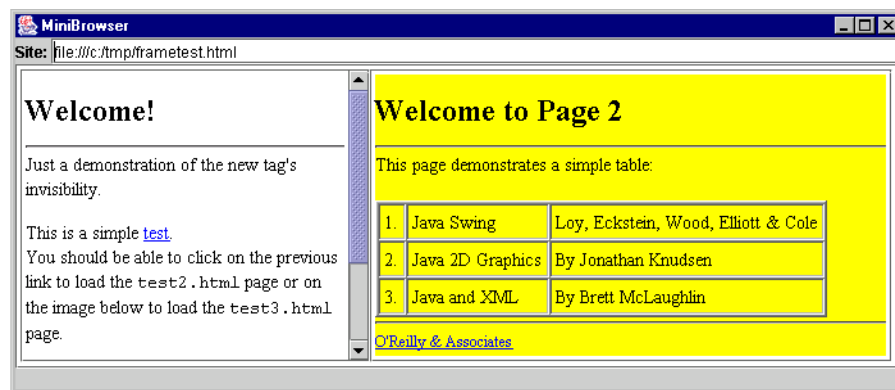 MiniBrowser
Site: file:///c:/tmp/frametest.html
Welcome!
Just a demonstration of the new tag's
invisibility.
This is a simple test.
You should be able to click on the previous
link to load the test2.html page or on
the image below to load the test3.html
page.
Welcome to Page 2
This page demonstrates a simple table:
1. Java Swing Loy, Eckstein, Wood, Elliott & Cole
2. Java 2D Graphics By Jonathan Knudsen
3. Java and XML By Brett McLaughlin
O'Reilly & Associates